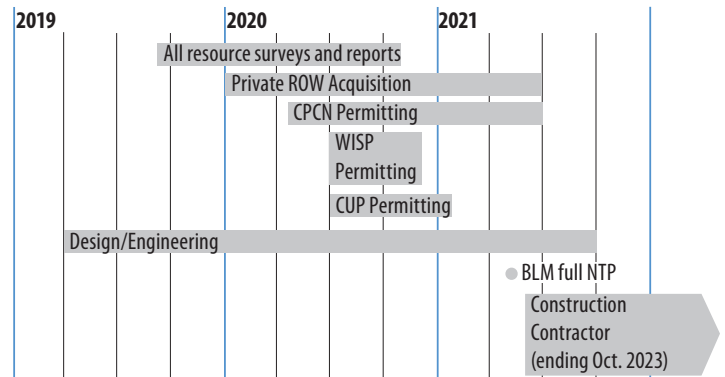 2019 2020 2021
All resource surveys and reports
Private ROW Acquisition
CPCN Permitting
WISP
Permitting
CUP Permitting
Design/Engineering
BLM full NTP
Construction
Contractor
(ending Oct. 2023)